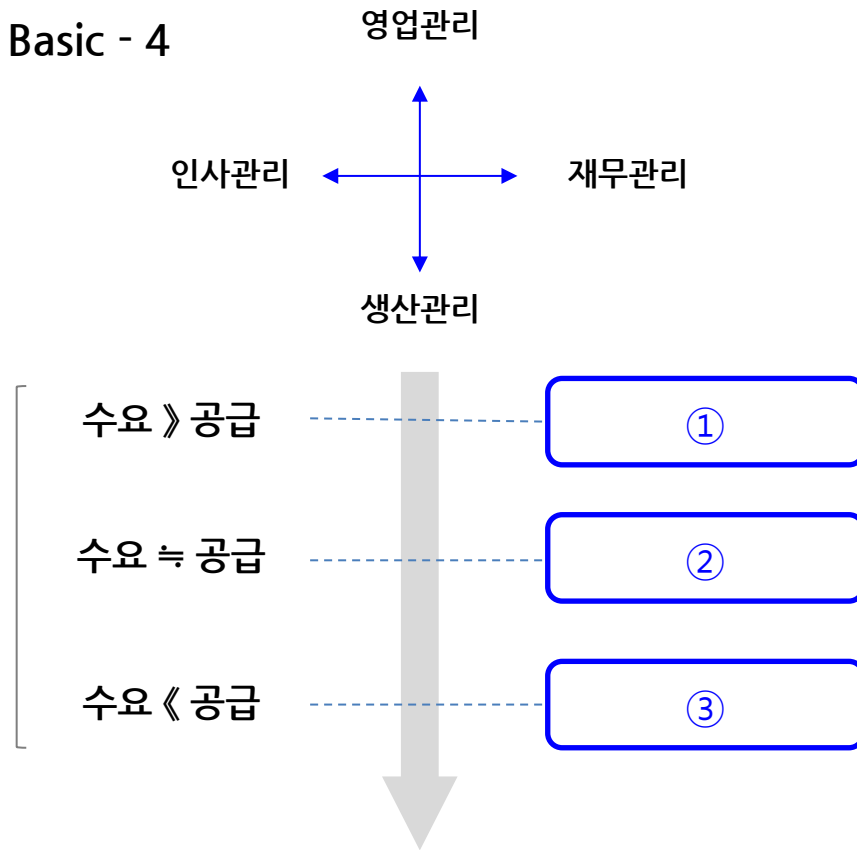 Basic - 4
영업관리
인사관리
재무관리
생산관리
수요 》 공급
①
수요 ≒ 공급
②
수요 《 공급
③